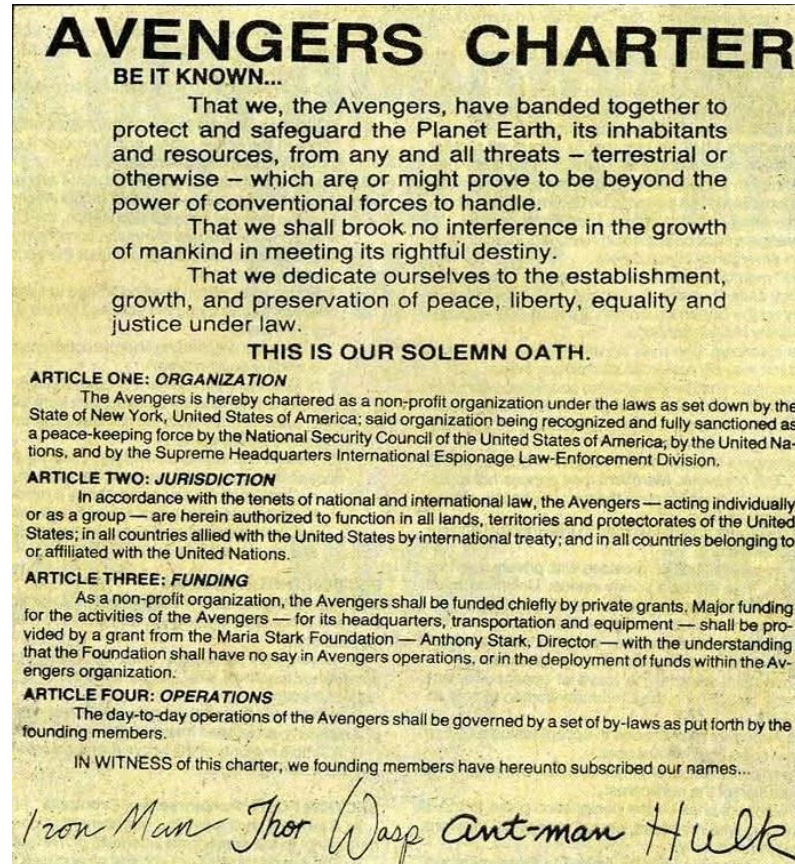 AVENGERS CHARTER
BE IT KNOWN...
That we, the Avengers, have banded together to
protect and safeguard the Planet Earth, its inhabitants
and resources, from any and all threats – terrestrial or
otherwise – which are or might prove to be beyond the
power of conventional forces to handle.
That we shall brook no interference in the growth
of mankind in meeting its rightful destiny.
That we dedicate ourselves to the establishment,
growth, and preservation of peace, liberty, equality and
justice under law.
THIS IS OUR SOLEMN OATH.
ARTICLE ONE: ORGANIZATION
The Avengers is hereby chartered as a non-profit organization under the laws as set down by the
State of New York, United States of America; said organization being recognized and fully sanctioned as
a peace-keeping force by the National Security Council of the United States of America; by the United Na-
tions, and by the Supreme Headquarters International Espionage Law-Enforcement Division.
ARTICLE TWO: JURISDICTION
In accordance with the tenets of national and international law, the Avengers — acting individually
or as a group — are herein authorized to function in all lands, territories and protectorates of the United
States; in all countries allied with the United States by international treaty; and in all countries belonging to
or affiliated with the United Nations.
ARTICLE THREE: FUNDING
As a non-profit organization, the Avengers shall be funded chiefly by private grants. Major funding
for the activities of the Avengers — for its headquarters, transportation and equipment — shall be pro-
vided by a grant from the Maria Stark Foundation — Anthony Stark, Director — with the understanding
that the Foundation shall have no say in Avengers operations, or in the deployment of funds within the Av-
engers organization.
ARTICLE FOUR: OPERATIONS
The day-to-day operations of the Avengers shall be governed by a set of by-laws as put forth by the
founding members.
IN WITNESS of this charter, we founding members have hereunto subscribed our names...
Iron Man Thor Wasp Ant-man Hulk